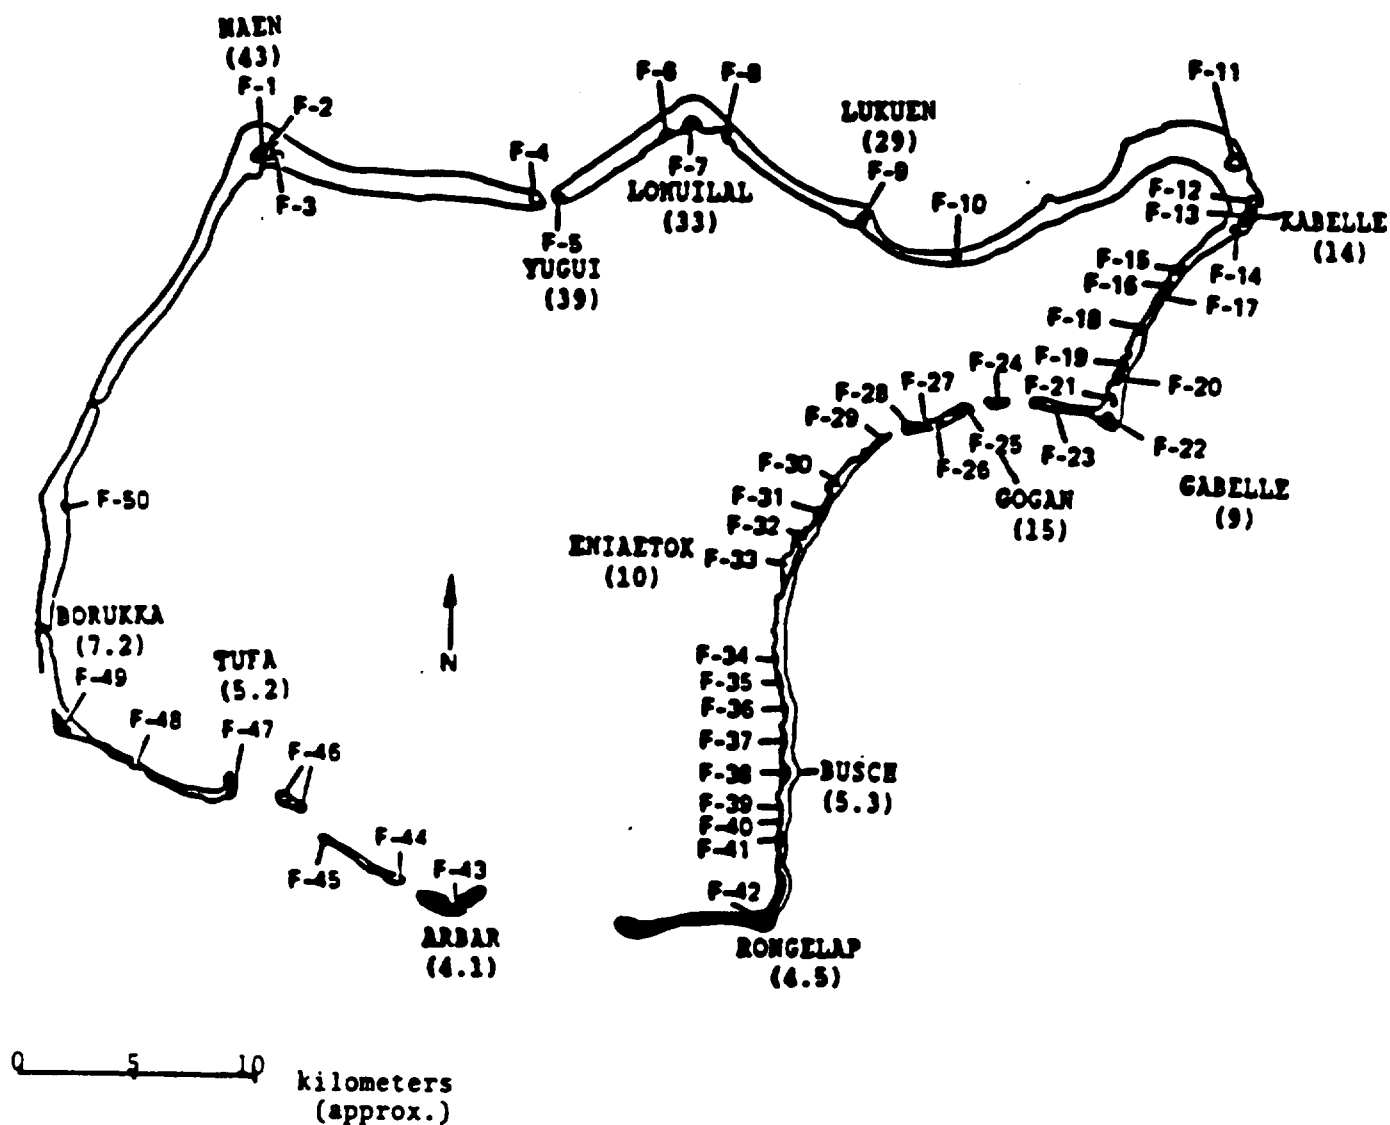 NAEN
(43)
F-1
F-2
F-3
F-4
F-5
YUGUI
(39)
F-6
F-8
F-7
LOMUILAL
(33)
LUKUEN
(29)
F-9
F-10
F-11
F-12
F-13
KABELLE
(14)
F-14
F-15
F-16
F-17
F-18
F-19
F-20
F-21
F-22
GABELLE
(9)
F-23
F-24
F-25
GOGAN
(15)
F-26
F-27
F-28
F-29
F-30
F-31
F-32
F-33
ENIAETOK
(10)
F-34
F-35
F-36
F-37
F-38
BUSCH
(5.3)
F-39
F-40
F-41
F-42
RONGELAP
(4.5)
F-43
ARBAR
(4.1)
F-44
F-45
F-46
F-47
TUFA
(5.2)
F-48
F-49
BORUKKA
(7.2)
F-50
N
0 5 10
kilometers
(approx.)